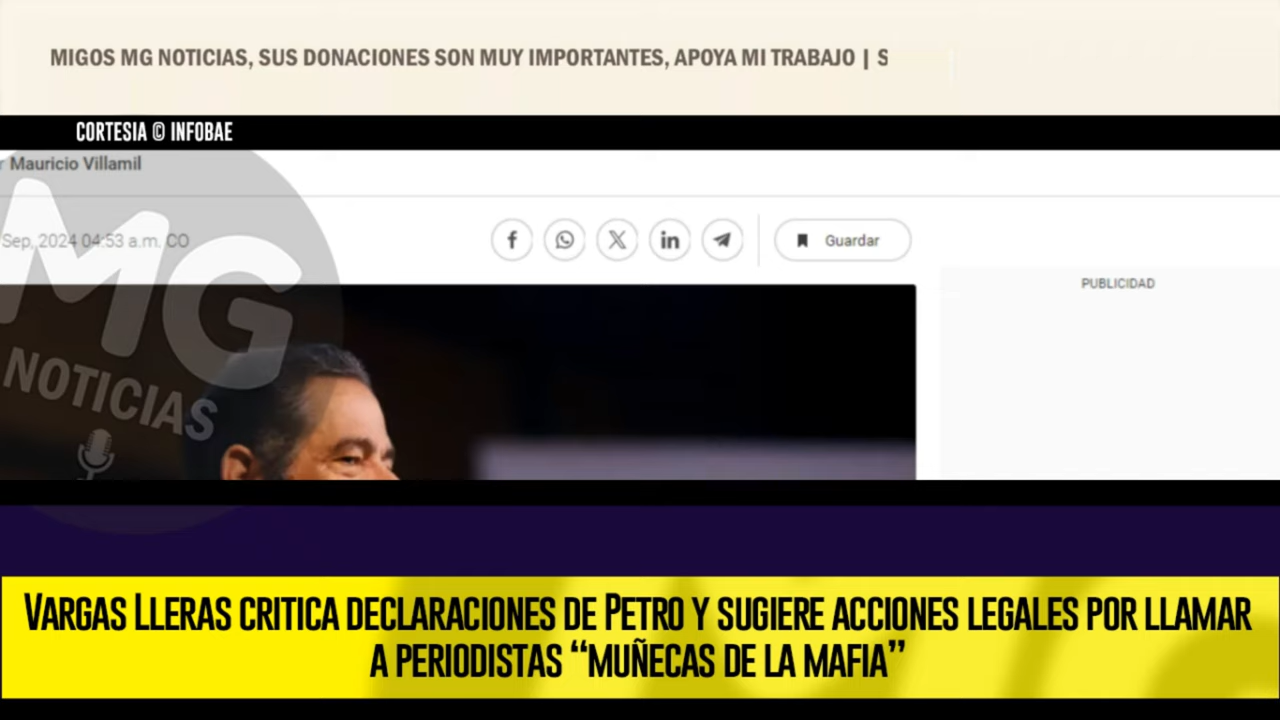 MIGOS MG NOTICIAS, SUS DONACIONES SON MUY IMPORTANTES, APOYA MI TRABAJO | S
CORTESIA © INFOBAE
r Mauricio Villamil
Sep, 2024 04:53 a.m. CO
Guardar
PUBLICIDAD
MG
NOTICIAS
VARGAS LLERAS CRITICA DECLARACIONES DE PETRO Y SUGIERE ACCIONES LEGALES POR LLAMAR
A PERIODISTAS “MUÑECAS DE LA MAFIA”